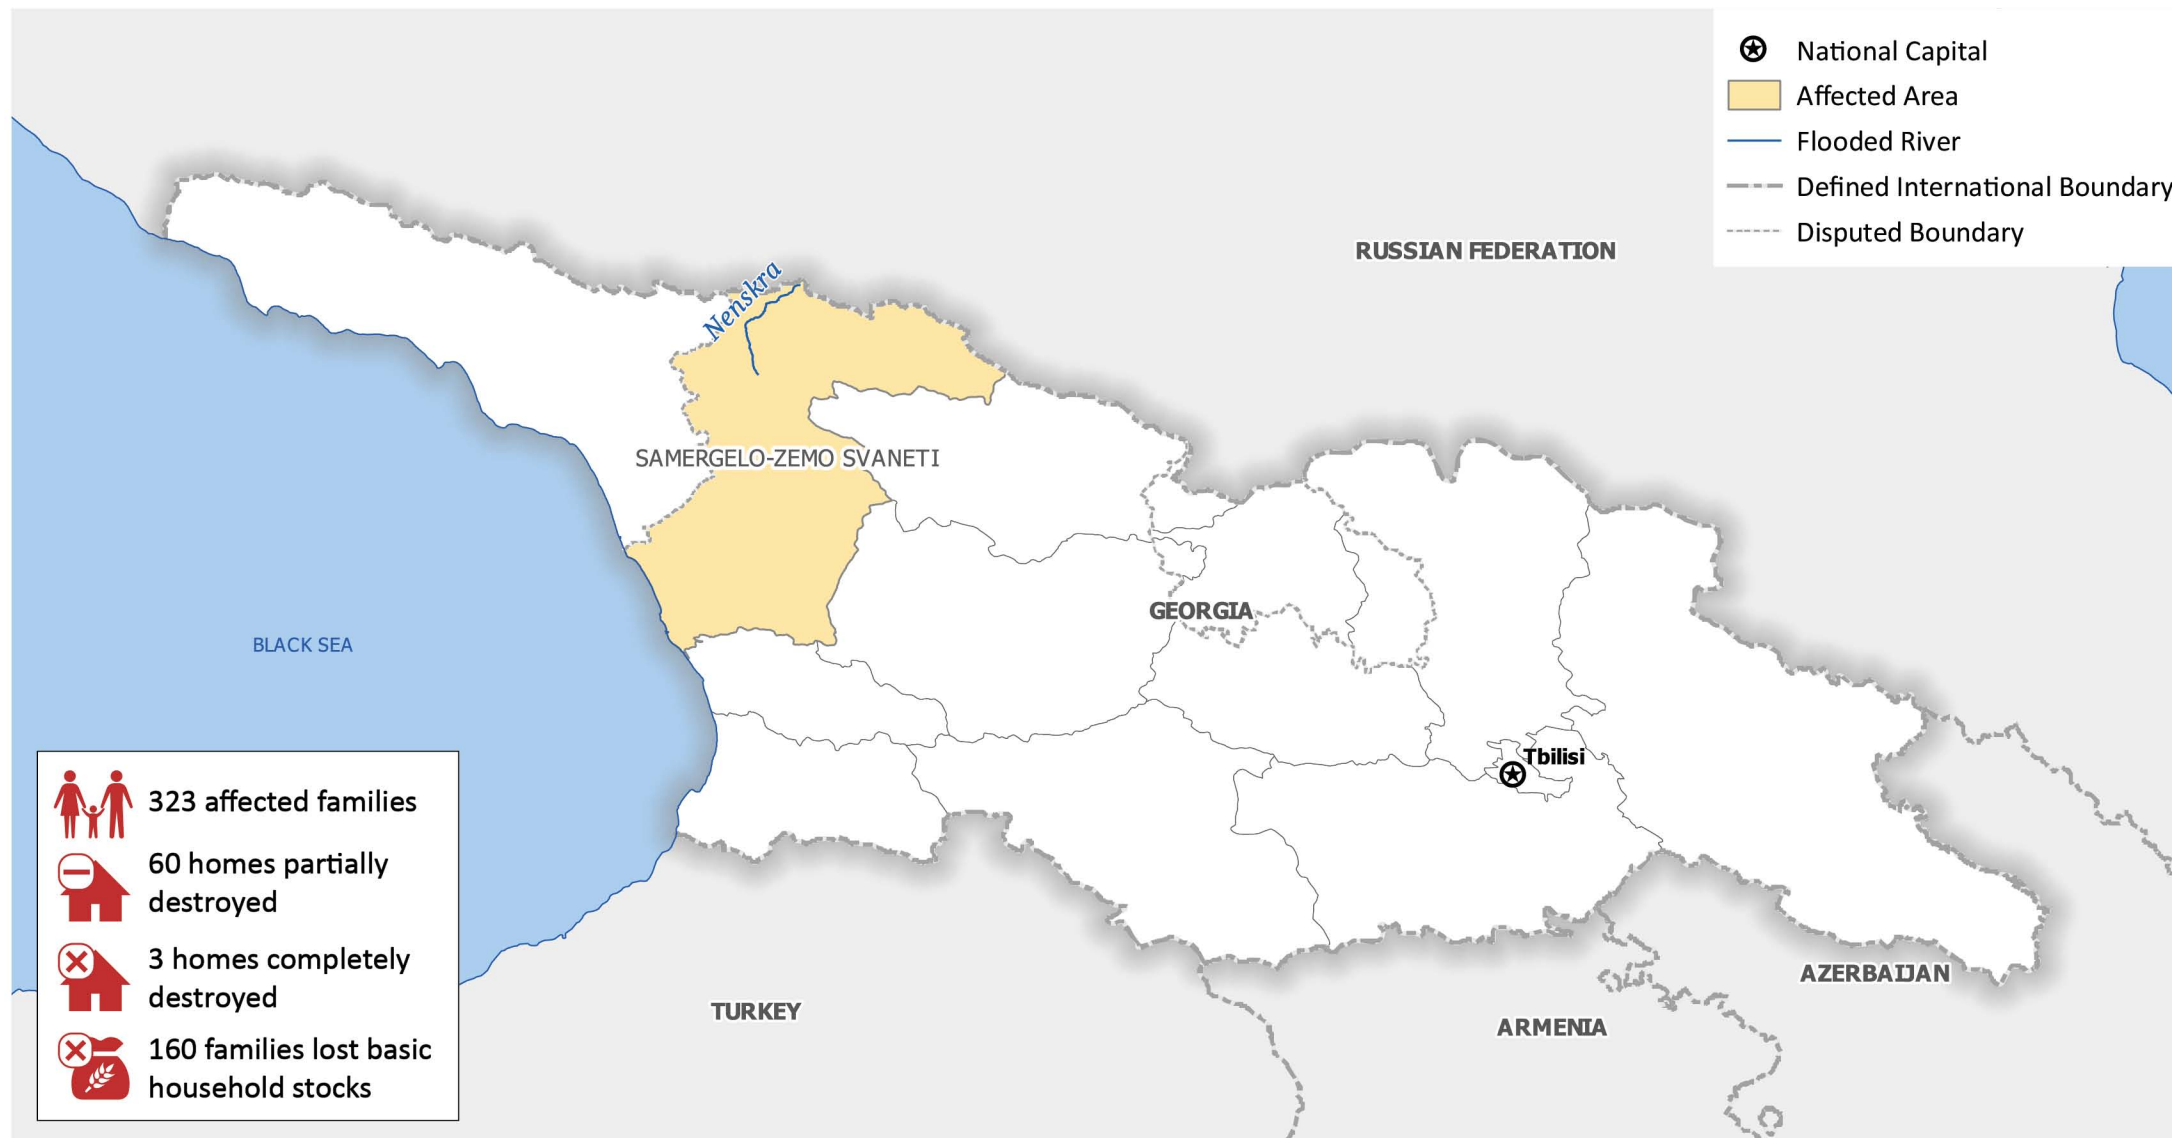 National Capital
Affected Area
Flooded River
Defined International Boundary
Disputed Boundary
RUSSIAN FEDERATION
Nenskra
SAMERGELO-ZEMO SVANETI
GEORGIA
BLACK SEA
Tbilisi
323 affected families
60 homes partially
destroyed
3 homes completely
destroyed
160 families lost basic
household stocks
TURKEY
ARMENIA
AZERBAIJAN